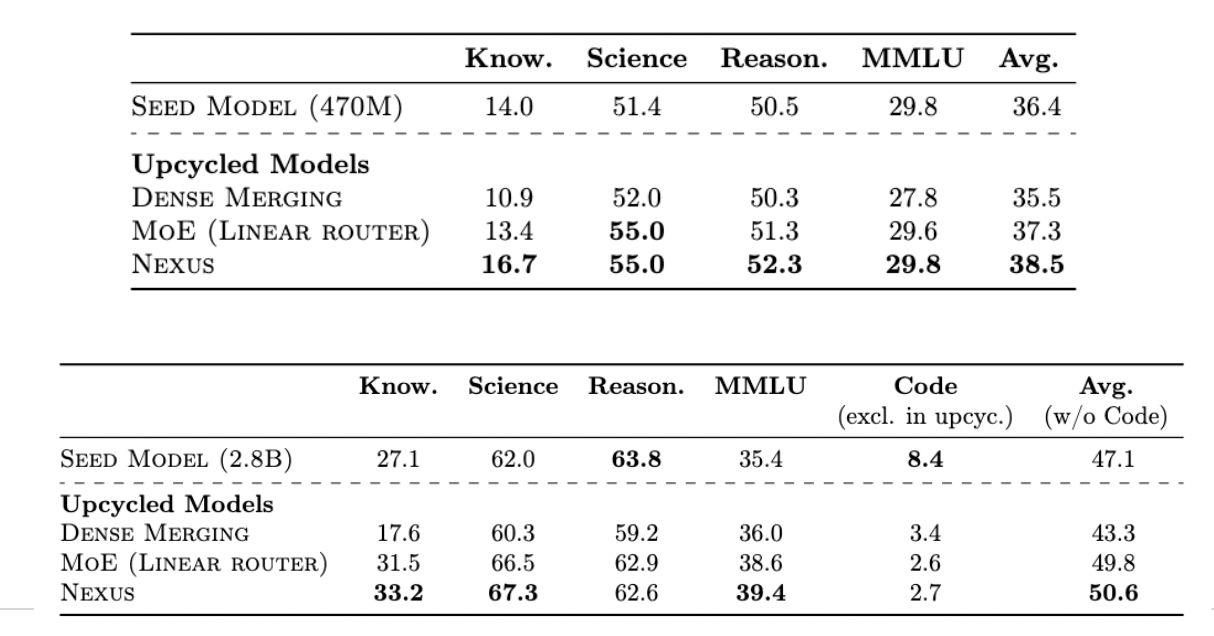 Know. Science Reason. MMLU Avg.
SEED MODEL (470M) 14.0 51.4 50.5 29.8 36.4
Upcycled Models
DENSE MERGING 10.9 52.0 50.3 27.8 35.5
MOE (LINEAR ROUTER) 13.4 55.0 51.3 29.6 37.3
NEXUS 16.7 55.0 52.3 29.8 38.5
Know. Science Reason. MMLU Code Avg.
(excl. in upcyc.) (w/o Code)
SEED MODEL (2.8B) 27.1 62.0 63.8 35.4 8.4 47.1
Upcycled Models
DENSE MERGING 17.6 60.3 59.2 36.0 3.4 43.3
MOE (LINEAR ROUTER) 31.5 66.5 62.9 38.6 2.6 49.8
NEXUS 33.2 67.3 62.6 39.4 2.7 50.6